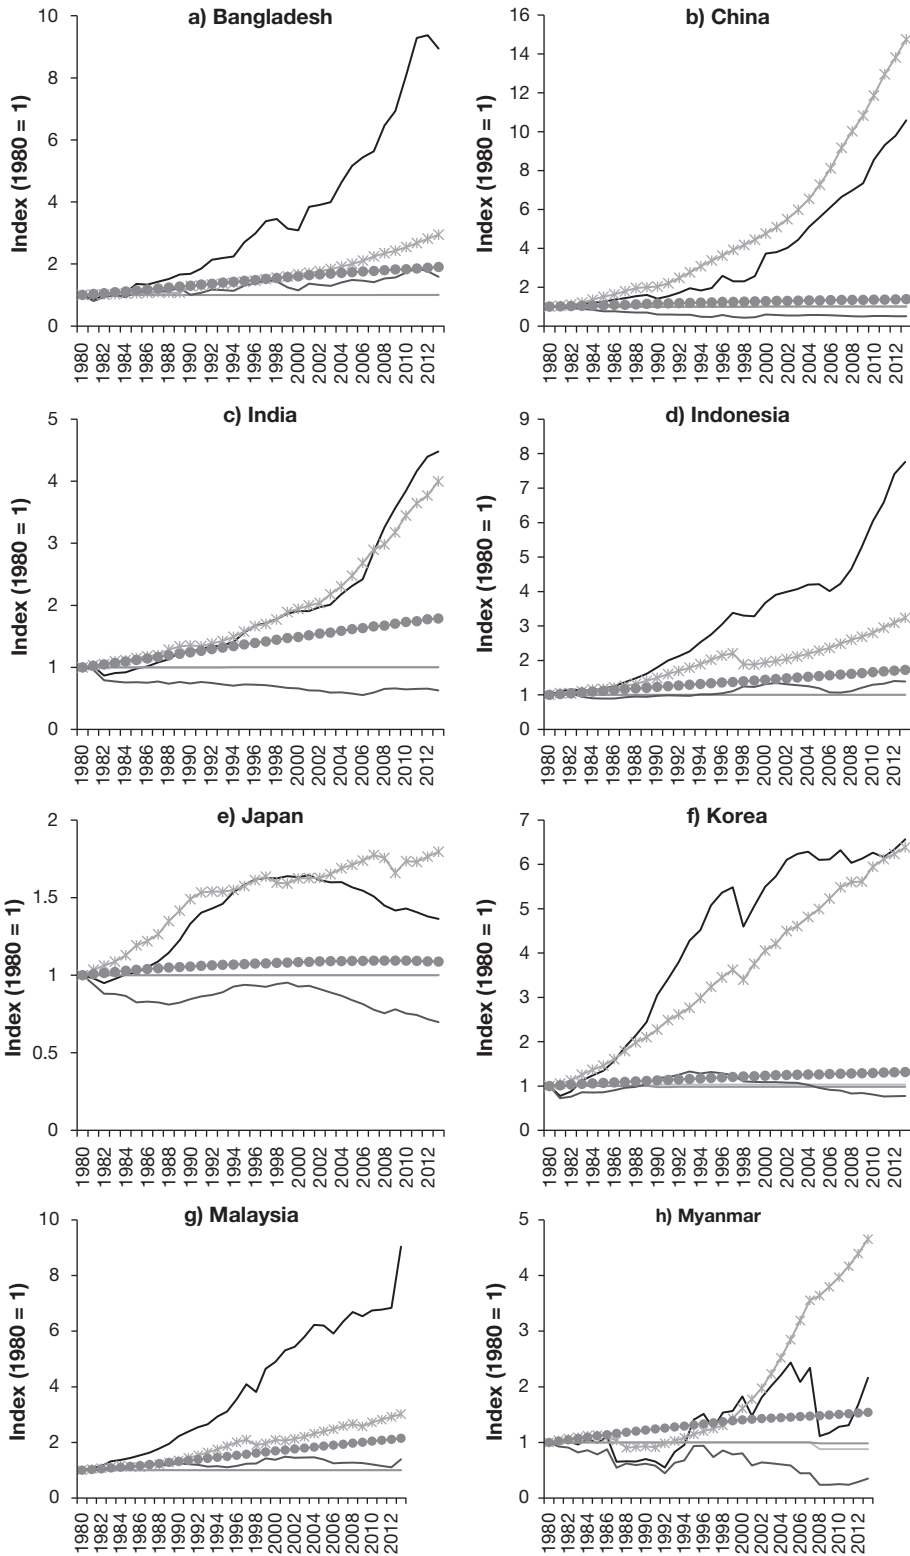 a) Bangladesh
Index (1980 = 1)
10
8
6
4
2
0
1980 1982 1984 1986 1988 1990 1992 1994 1996 1998 2000 2002 2004 2006 2008 2010 2012
b) China
Index (1980 = 1)
16
14
12
10
8
6
4
2
0
1980 1982 1984 1986 1988 1990 1992 1994 1996 1998 2000 2002 2004 2006 2008 2010 2012
c) India
Index (1980 = 1)
5
4
3
2
1
0
1980 1982 1984 1986 1988 1990 1992 1994 1996 1998 2000 2002 2004 2006 2008 2010 2012
d) Indonesia
Index (1980 = 1)
9
8
7
6
5
4
3
2
1
0
1980 1982 1984 1986 1988 1990 1992 1994 1996 1998 2000 2002 2004 2006 2008 2010 2012
e) Japan
Index (1980 = 1)
2
1.5
1
0.5
0
1980 1982 1984 1986 1988 1990 1992 1994 1996 1998 2000 2002 2004 2006 2008 2010 2012
f) Korea
Index (1980 = 1)
7
6
5
4
3
2
1
0
1980 1982 1984 1986 1988 1990 1992 1994 1996 1998 2000 2002 2004 2006 2008 2010 2012
g) Malaysia
Index (1980 = 1)
10
8
6
4
2
0
1980 1982 1984 1986 1988 1990 1992 1994 1996 1998 2000 2002 2004 2006 2008 2010 2012
h) Myanmar
Index (1980 = 1)
5
4
3
2
1
0
1980 1982 1984 1986 1988 1990 1992 1994 1996 1998 2000 2002 2004 2006 2008 2010 2012